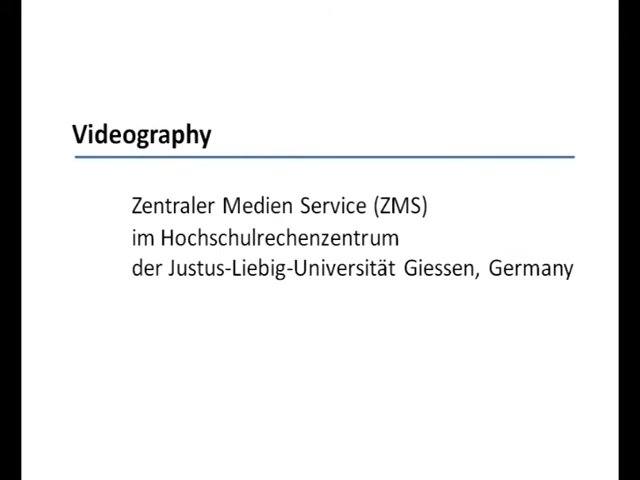 Videography
Zentraler Medien Service (ZMS)
im Hochschulrechenzentrum
der Justus-Liebig-Universität Giessen, Germany